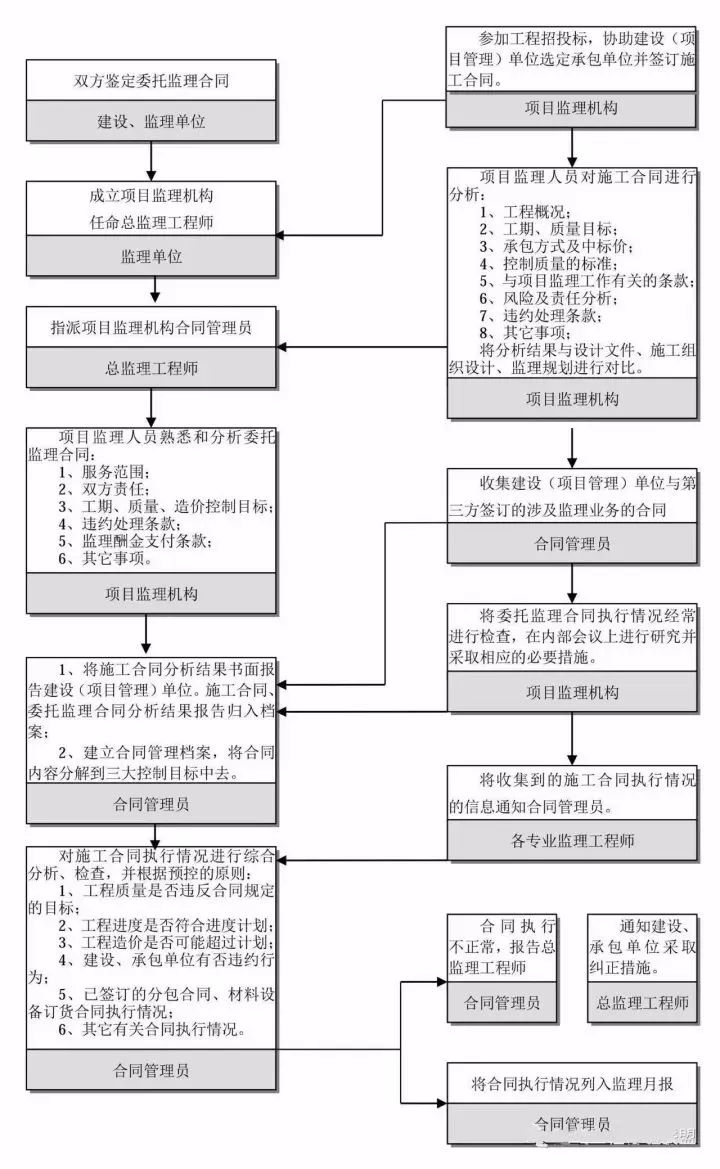 双方鉴定委托监理合同
建设、监理单位
成立项目监理机构
任命总监理工程师
监理单位
指派项目监理机构合同管理员
总监理工程师
项目监理人员熟悉和分析委托
监理合同：
1、服务范围；
2、双方责任；
3、工期、质量、造价控制目标；
4、违约处理条款；
5、监理酬金支付条款；
6、其它事项。
项目监理机构
1、将施工合同分析结果书面报
告建设（项目管理）单位。施工合同、
委托监理合同分析结果报告归入档
案；
2、建立合同管理档案，将合同
内容分解到三大控制目标中去。
合同管理员
对施工合同执行情况进行综合
分析、检查，并根据预控的原则：
1、工程质量是否违反合同规定
的目标；
2、工程进度是否符合进度计划；
3、工程造价是否可能超过计划；
4、建设、承包单位有否违约行
为；
5、已签订的分包合同、材料设
备订货合同执行情况；
6、其它有关合同执行情况。
合同管理员
参加工程招投标，协助建设（项
目管理）单位选定承包单位并签订施
工合同。
项目监理机构
项目监理人员对施工合同进行
分析：
1、工程概况；
2、工期、质量目标；
3、承包方式及中标价；
4、控制质量的标准；
5、与项目监理工作有关的条款；
6、风险及责任分析；
7、违约处理条款；
8、其它事项；
将分析结果与设计文件、施工组
织设计、监理规划进行对比。
项目监理机构
收集建设（项目管理）单位与第
三方签订的涉及监理业务的合同
合同管理员
将委托监理合同执行情况经常
进行检查，在内部会议上进行研究并
采取相应的必要措施。
项目监理机构
将收集到的施工合同执行情况
的信息通知合同管理员。
各专业监理工程师
合同执行
不正常，报告总
监理工程师
合同管理员
通知建设、
承包单位采取
纠正措施。
总监理工程师
将合同执行情况列入监理月报
合同管理员